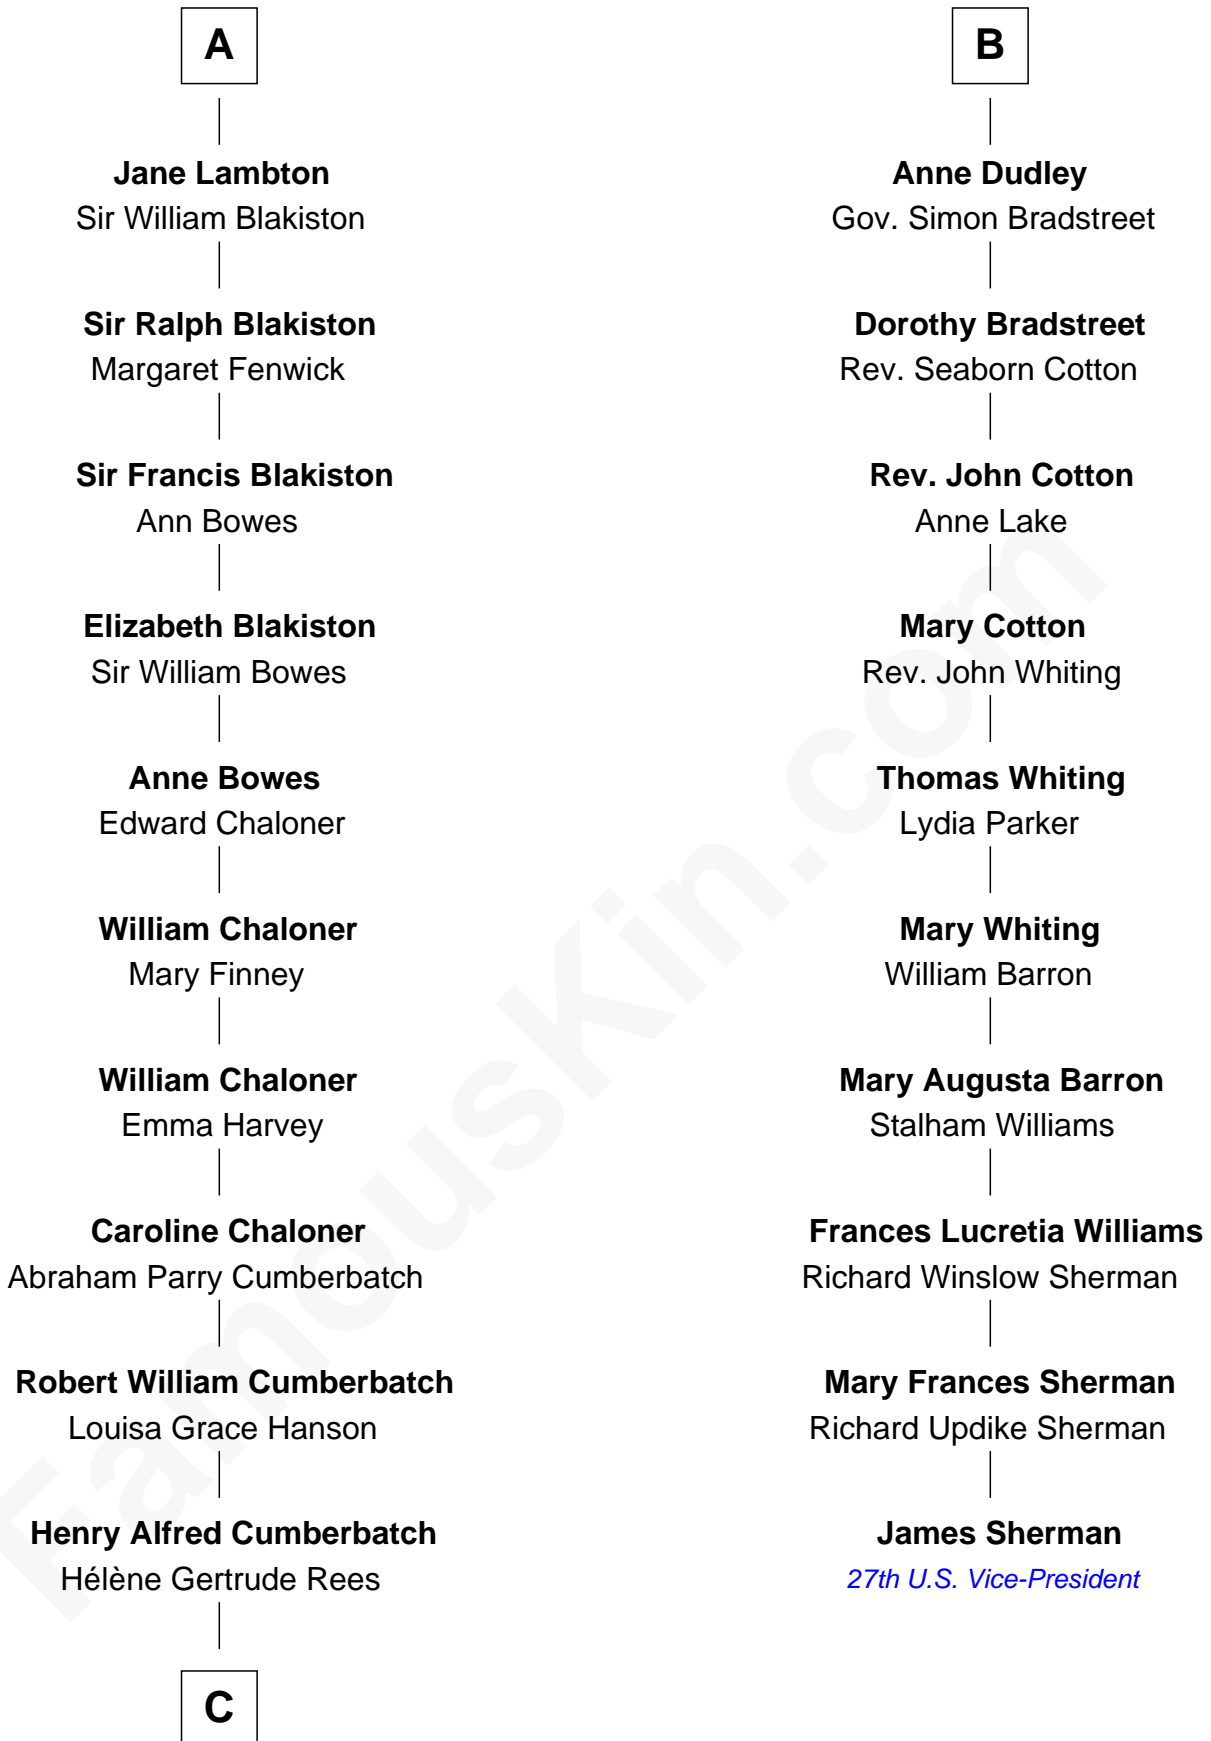 A
Jane Lambton
Sir William Blakiston
Sir Ralph Blakiston
Margaret Fenwick
Sir Francis Blakiston
Ann Bowes
Elizabeth Blakiston
Sir William Bowes
Anne Bowes
Edward Chaloner
William Chaloner
Mary Finney
William Chaloner
Emma Harvey
Caroline Chaloner
Abraham Parry Cumberbatch
Robert William Cumberbatch
Louisa Grace Hanson
Henry Alfred Cumberbatch
Hélène Gertrude Rees
C
B
Anne Dudley
Gov. Simon Bradstreet
Dorothy Bradstreet
Rev. Seaborn Cotton
Rev. John Cotton
Anne Lake
Mary Cotton
Rev. John Whiting
Thomas Whiting
Lydia Parker
Mary Whiting
William Barron
Mary Augusta Barron
Stalham Williams
Frances Lucretia Williams
Richard Winslow Sherman
Mary Frances Sherman
Richard Updike Sherman
James Sherman
27th U.S. Vice-President
FamousKin.com